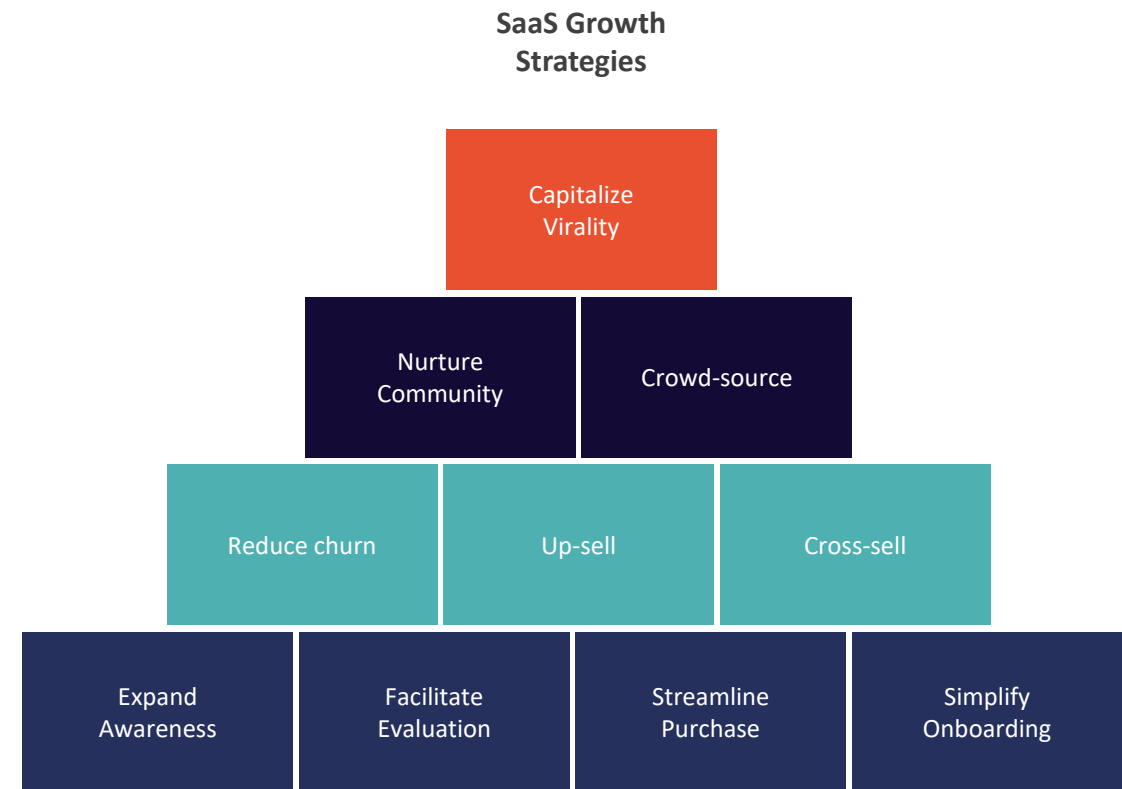 SaaS Growth
Strategies
Capitalize
Virality
Nurture
Community
Crowd-source
Reduce churn
Up-sell
Cross-sell
Expand
Awareness
Facilitate
Evaluation
Streamline
Purchase
Simplify
Onboarding